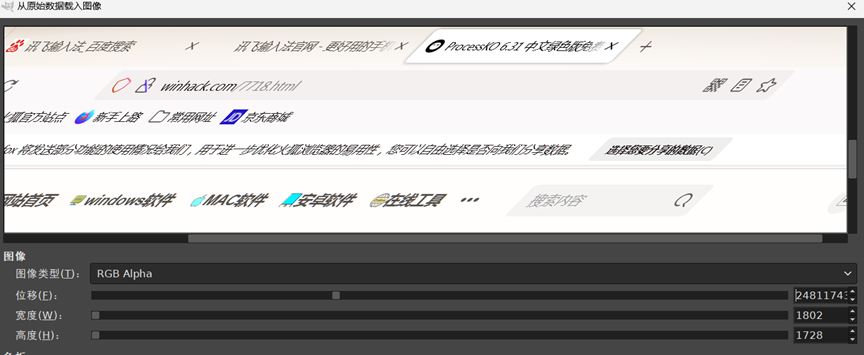 从原始数据载入图像
讯飞输入法_百度搜索 讯飞输入法官网 - 更好用的手机 ProcessKO 6.31 中文绿色版免费
winhack.com/7718.html
火狐官方站点 新手上路 常用网址 JD 京东商城
fox 将发送部分功能的使用情况给我们，用于进一步优化火狐浏览器的易用性，您可以自由选择是否向我们分享数据。 选择您要分享的数据(C)
网站首页 windows软件 MAC软件 安卓软件 在线工具 ••• 搜索内容
图像
图像类型(T)： RGB Alpha
位移(F)： 24811743
宽度(W)： 1802
高度(H)： 1728